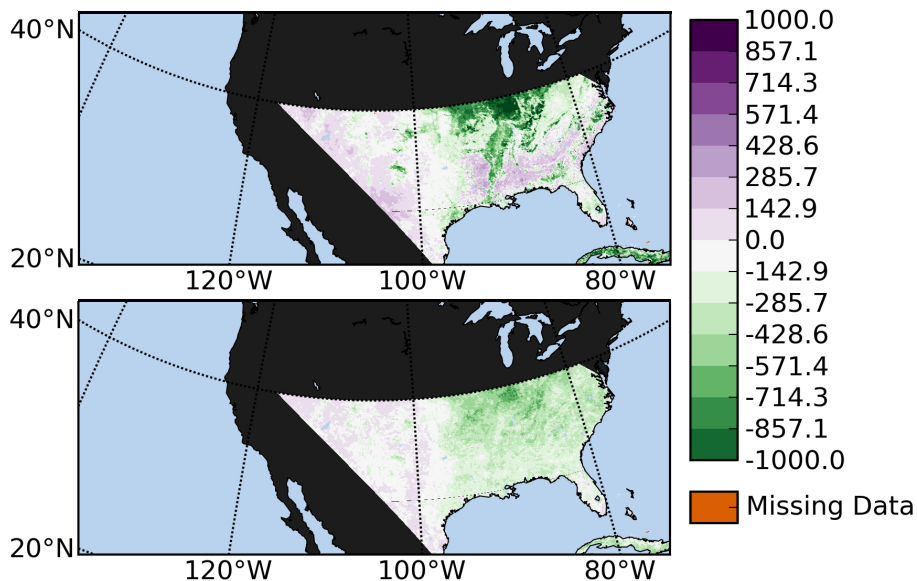 40°N
20°N
120°W 100°W 80°W
40°N
20°N
120°W 100°W 80°W
1000.0
857.1
714.3
571.4
428.6
285.7
142.9
0.0
-142.9
-285.7
-428.6
-571.4
-714.3
-857.1
-1000.0
Missing Data